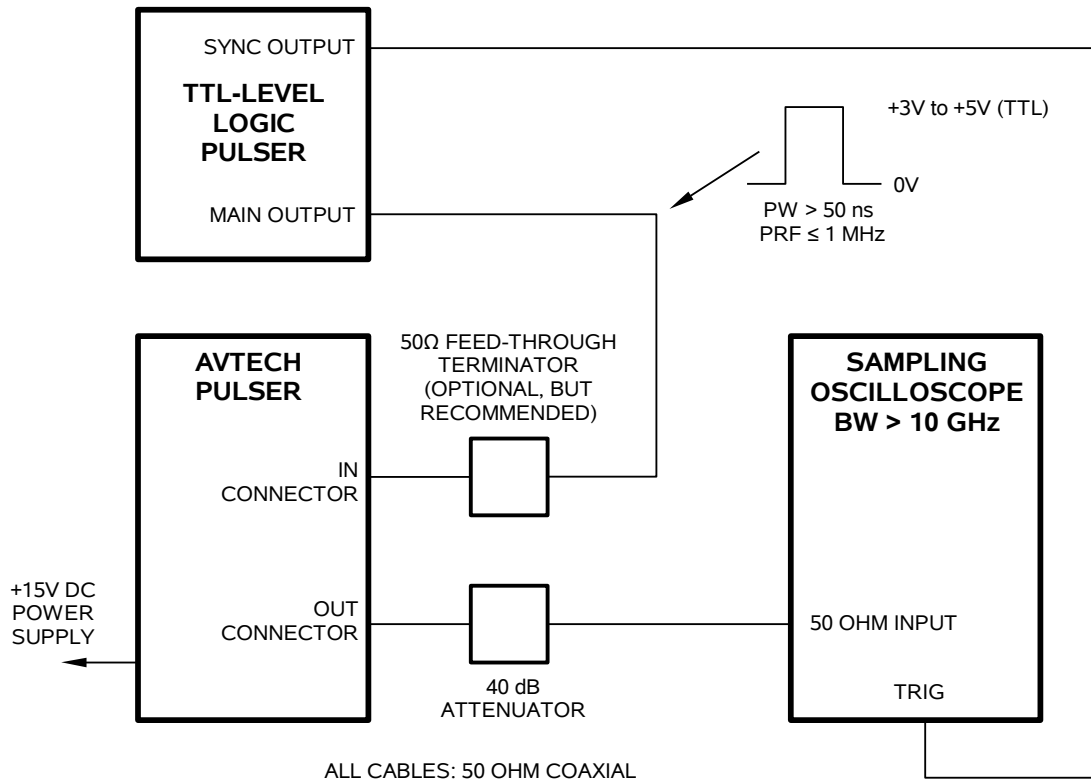 SYNC OUTPUT
TTL-LEVEL
LOGIC
PULSER
MAIN OUTPUT
+3V to +5V (TTL)
0V
PW > 50 ns
PRF ≤ 1 MHz
AVTECH
PULSER
IN
CONNECTOR
OUT
CONNECTOR
+15V DC
POWER
SUPPLY
50Ω FEED-THROUGH
TERMINATOR
(OPTIONAL, BUT
RECOMMENDED)
40 dB
ATTENUATOR
SAMPLING
OSCILLOSCOPE
BW > 10 GHz
50 OHM INPUT
TRIG
ALL CABLES: 50 OHM COAXIAL